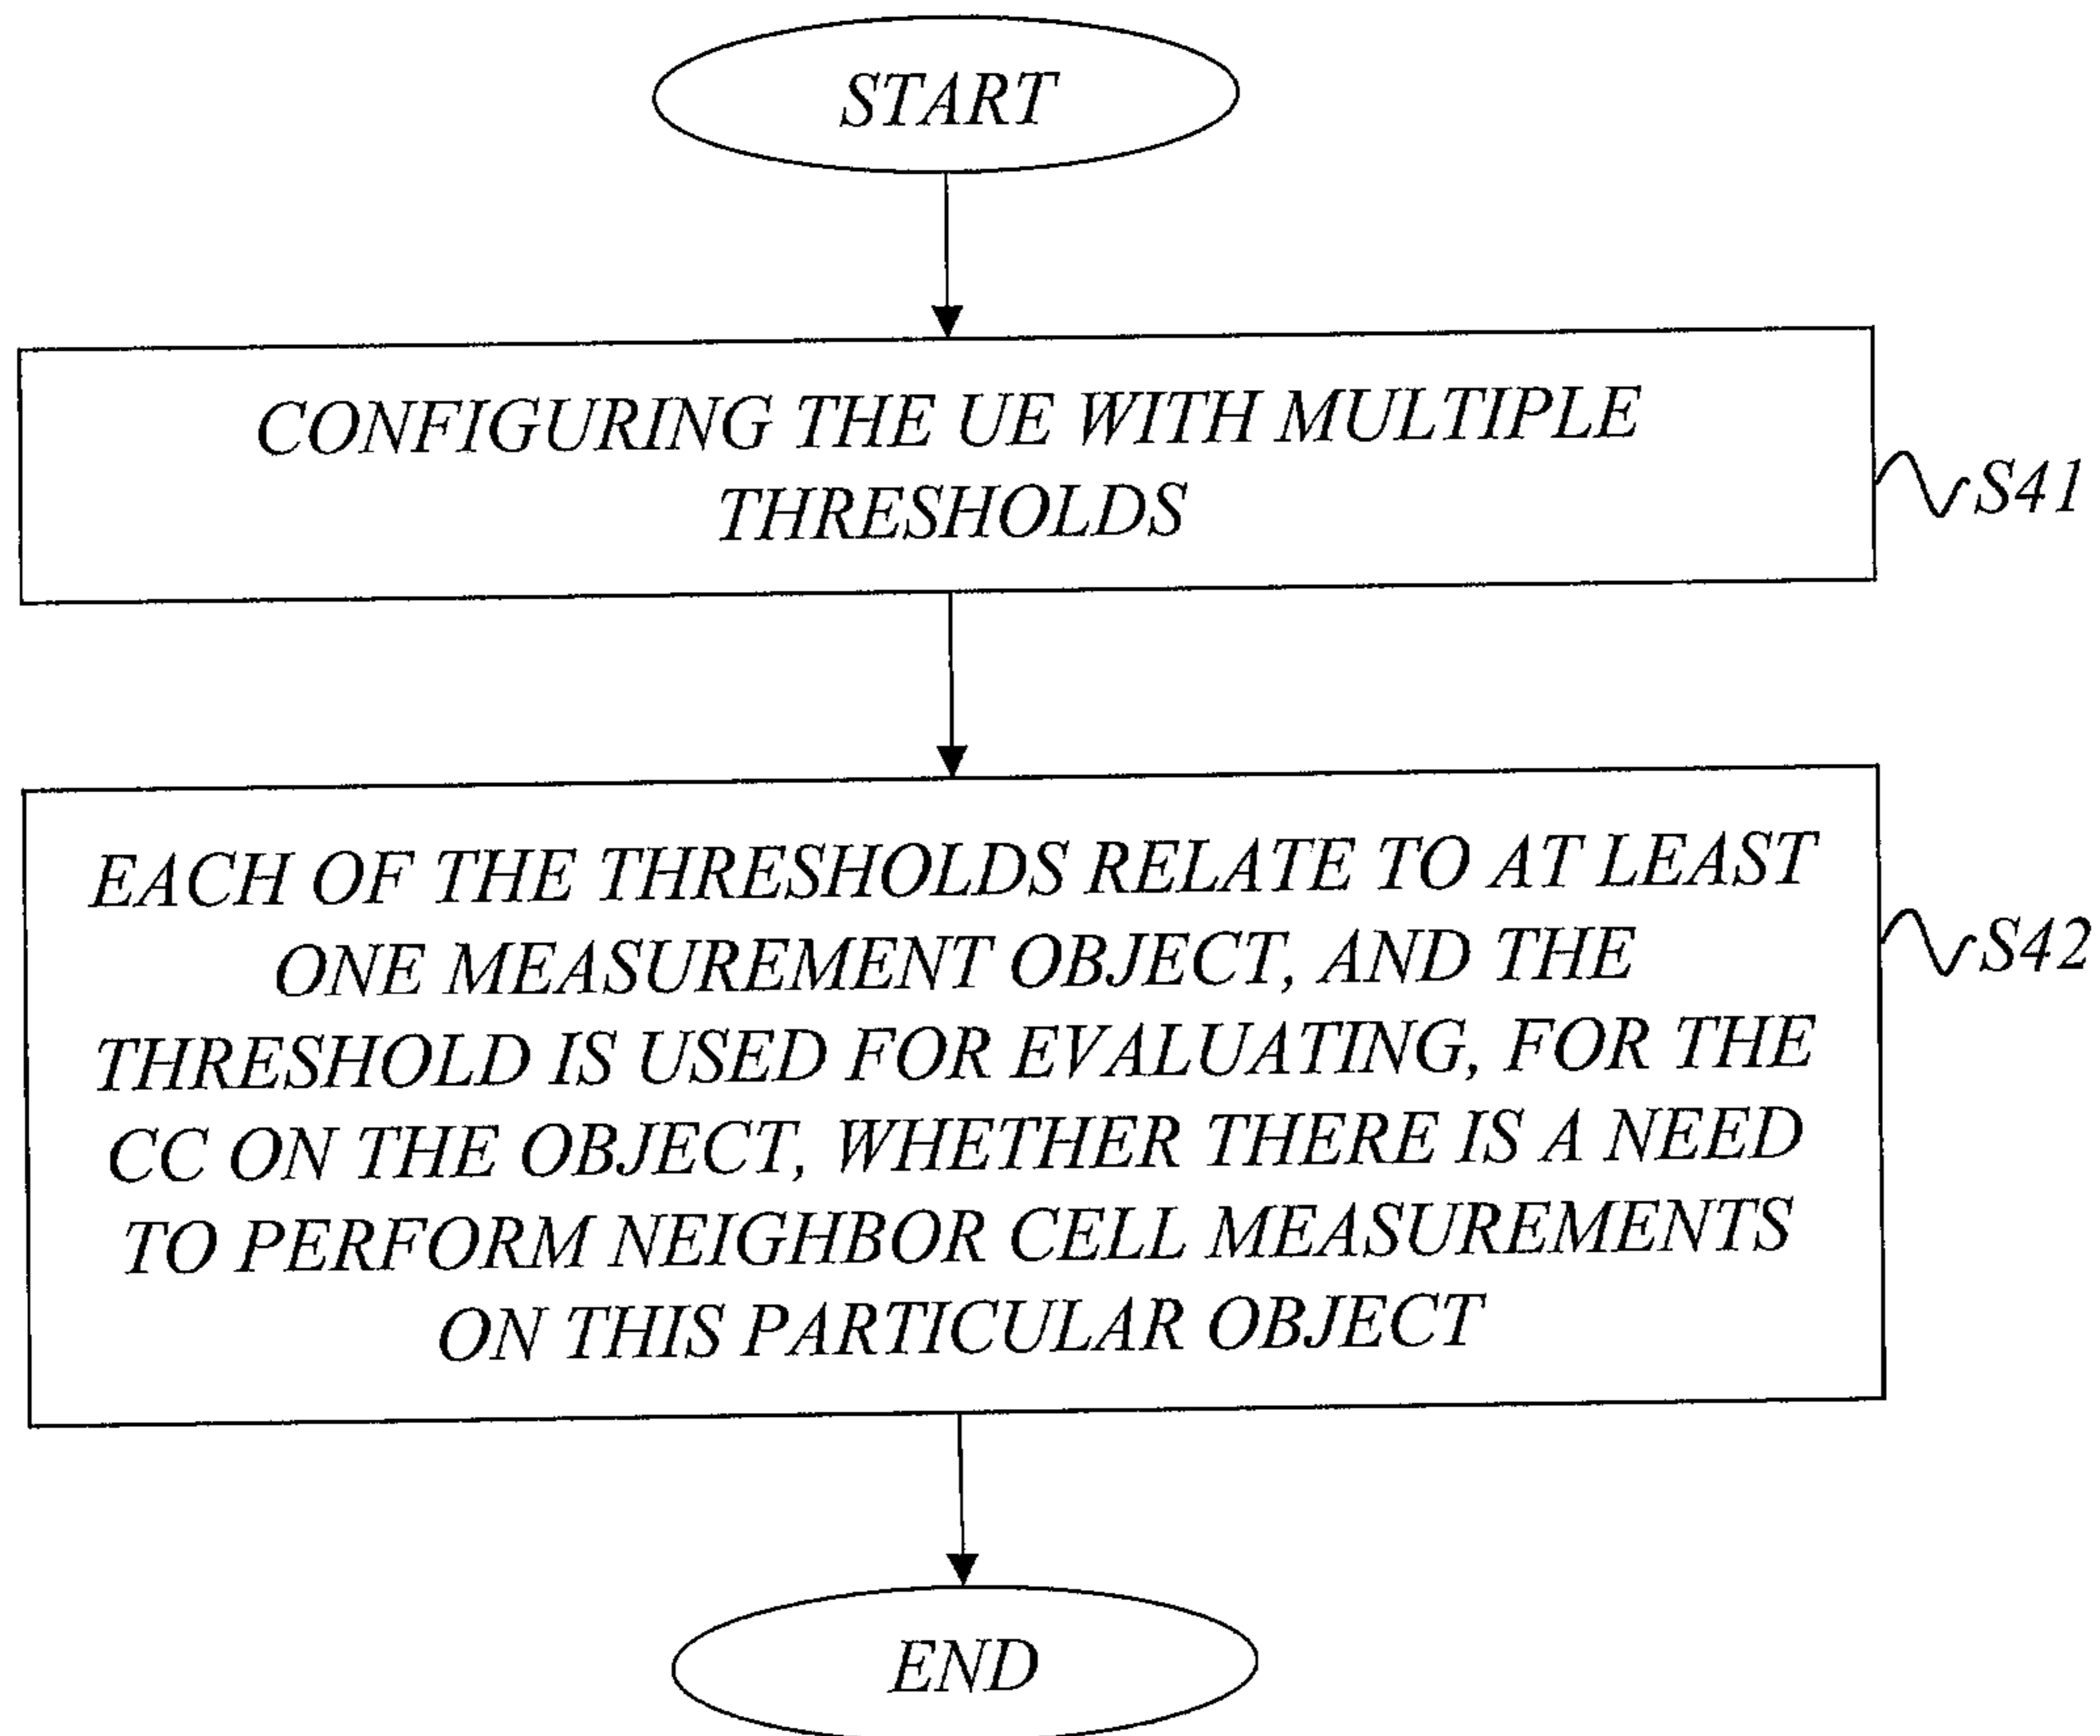 START
CONFIGURING THE UE WITH MULTIPLE
THRESHOLDS
S41
EACH OF THE THRESHOLDS RELATE TO AT LEAST
ONE MEASUREMENT OBJECT, AND THE
THRESHOLD IS USED FOR EVALUATING, FOR THE
CC ON THE OBJECT, WHETHER THERE IS A NEED
TO PERFORM NEIGHBOR CELL MEASUREMENTS
ON THIS PARTICULAR OBJECT
S42
END